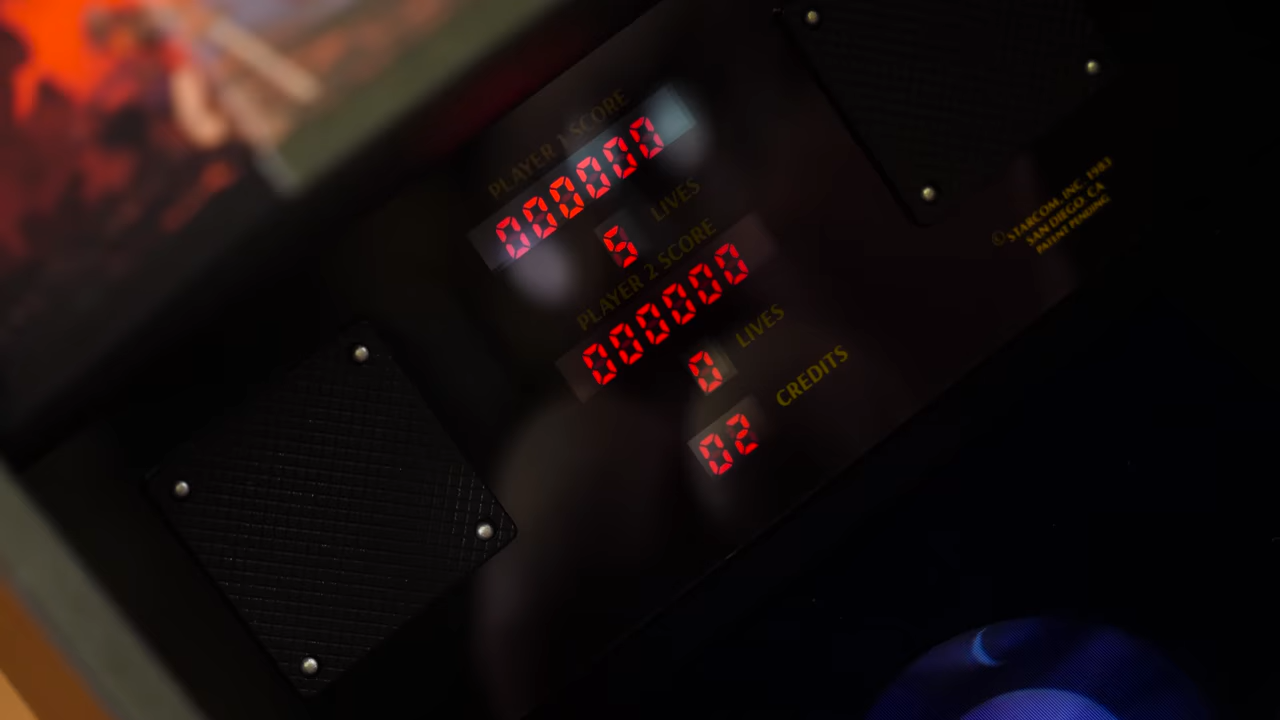 PLAYER 1 SCORE
000000
5 LIVES
PLAYER 2 SCORE
000000
0 LIVES
02 CREDITS
© STARCOM, INC. 1983
SAN DIEGO, CA
PATENT PENDING